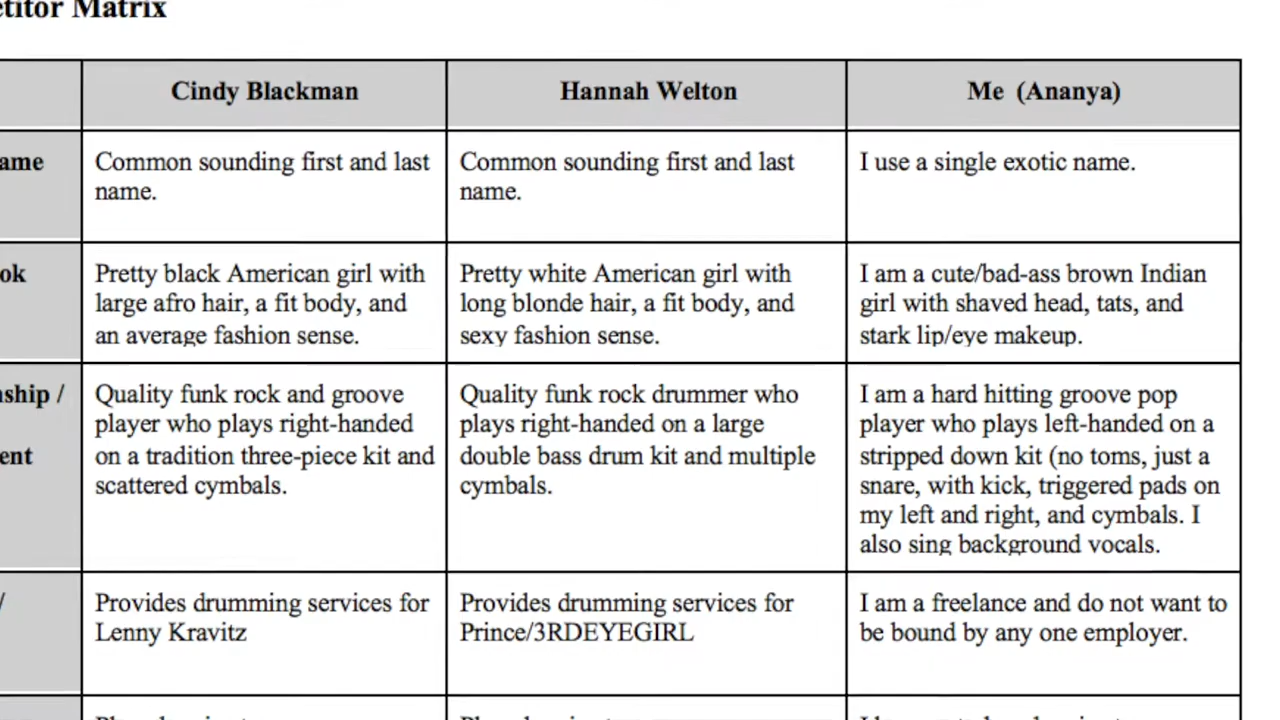 etitor Matrix
Cindy Blackman
Hannah Welton
Me (Ananya)
ame
Common sounding first and last
name.
Common sounding first and last
name.
I use a single exotic name.
ok
Pretty black American girl with
large afro hair, a fit body, and
an average fashion sense.
Pretty white American girl with
long blonde hair, a fit body, and
sexy fashion sense.
I am a cute/bad-ass brown Indian
girl with shaved head, tats, and
stark lip/eye makeup.
nship /
ent
Quality funk rock and groove
player who plays right-handed
on a tradition three-piece kit and
scattered cymbals.
Quality funk rock drummer who
plays right-handed on a large
double bass drum kit and multiple
cymbals.
I am a hard hitting groove pop
player who plays left-handed on a
stripped down kit (no toms, just a
snare, with kick, triggered pads on
my left and right, and cymbals. I
also sing background vocals.
/
Provides drumming services for
Lenny Kravitz
Provides drumming services for
Prince/3RDEYEGIRL
I am a freelance and do not want to
be bound by any one employer.